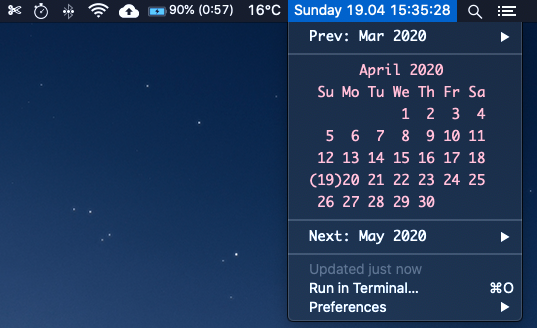 90% (0:57) 16°C Sunday 19.04 15:35:28
Prev: Mar 2020
April 2020
Su Mo Tu We Th Fr Sa
1 2 3 4
5 6 7 8 9 10 11
12 13 14 15 16 17 18
(19)20 21 22 23 24 25
26 27 28 29 30
Next: May 2020
Updated just now
Run in Terminal... ⌘O
Preferences